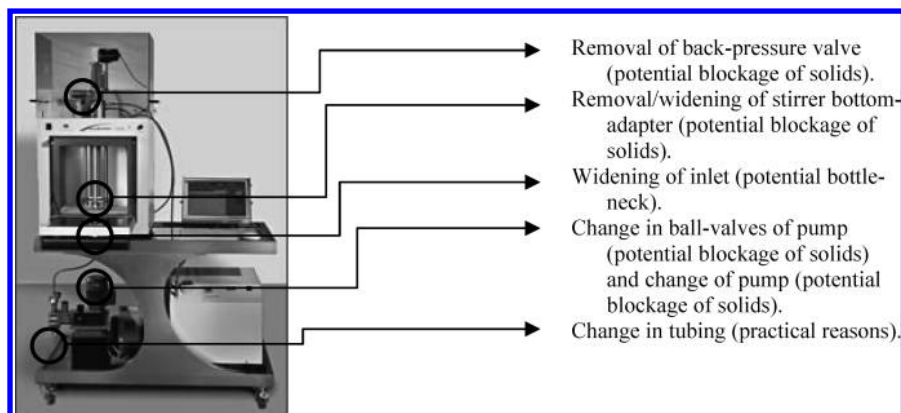 Removal of back-pressure valve
(potential blockage of solids).
Removal/widening of stirrer bottom-
adapter (potential blockage of
solids).
Widening of inlet (potential bottle-
neck).
Change in ball-valves of pump
(potential blockage of solids)
and change of pump (potential
blockage of solids).
Change in tubing (practical reasons).